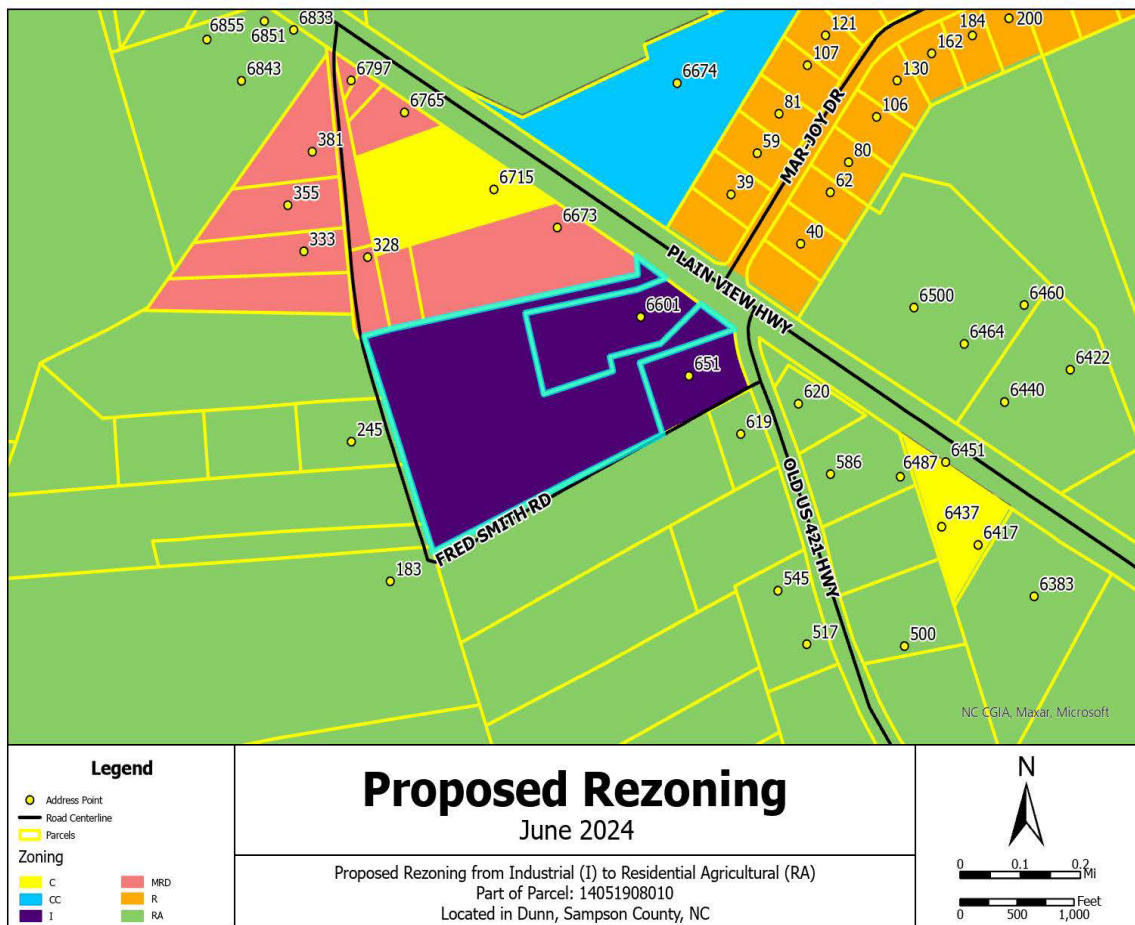 6855
6851
6833
6843
6797
6765
381
355
333
328
6715
6673
6674
121
107
81
59
39
MAR-JOY DR
184
200
162
130
106
80
62
40
PLAIN VIEW HWY
6601
651
6500
6460
6464
6422
6440
620
619
586
6487
6451
6437
6417
6383
OLD US 421 HWY
245
FRED SMITH RD
183
545
517
500
NC CGIA, Maxar, Microsoft
Legend
Address Point
Road Centerline
Parcels
Zoning
C
CC
I
MRD
R
RA
Proposed Rezoning
June 2024
Proposed Rezoning from Industrial (I) to Residential Agricultural (RA)
Part of Parcel: 14051908010
Located in Dunn, Sampson County, NC
N
0 0.1 0.2
Mi
Feet
0 500 1,000